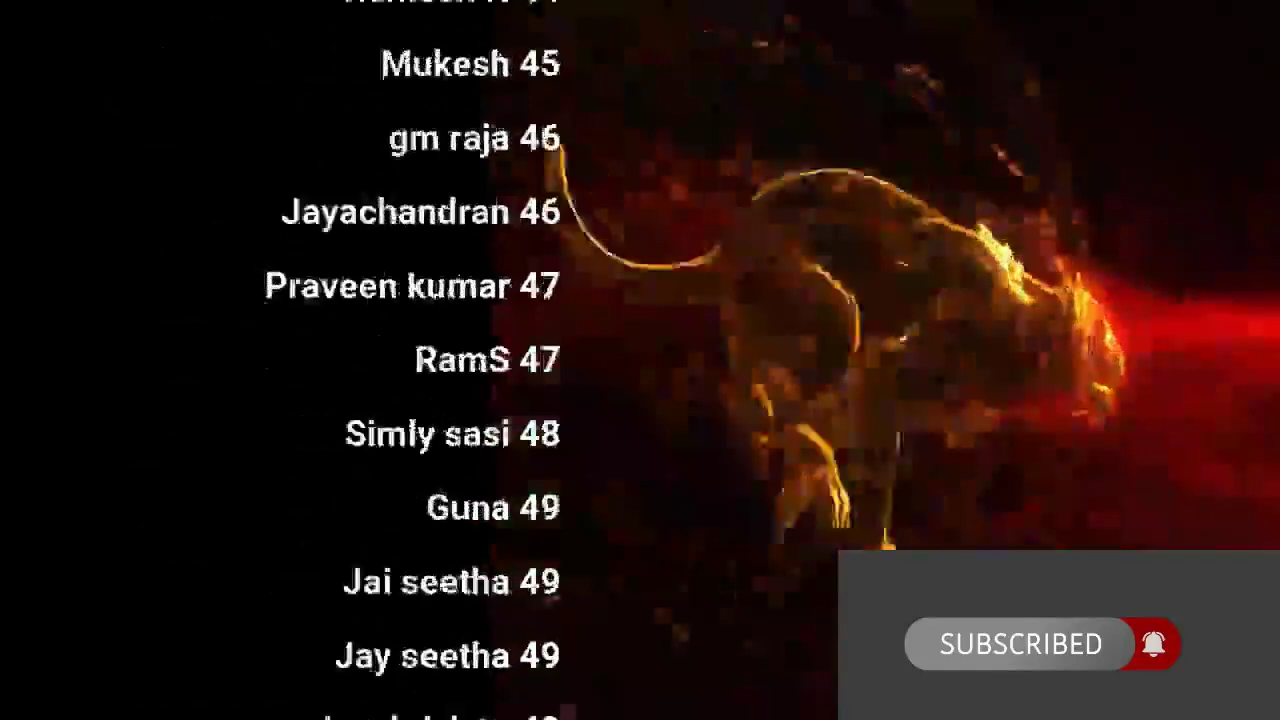 Mukesh 45
gm raja 46
Jayachandran 46
Praveen kumar 47
RamS 47
Simly sasi 48
Guna 49
Jai seetha 49
Jay seetha 49
SUBSCRIBED